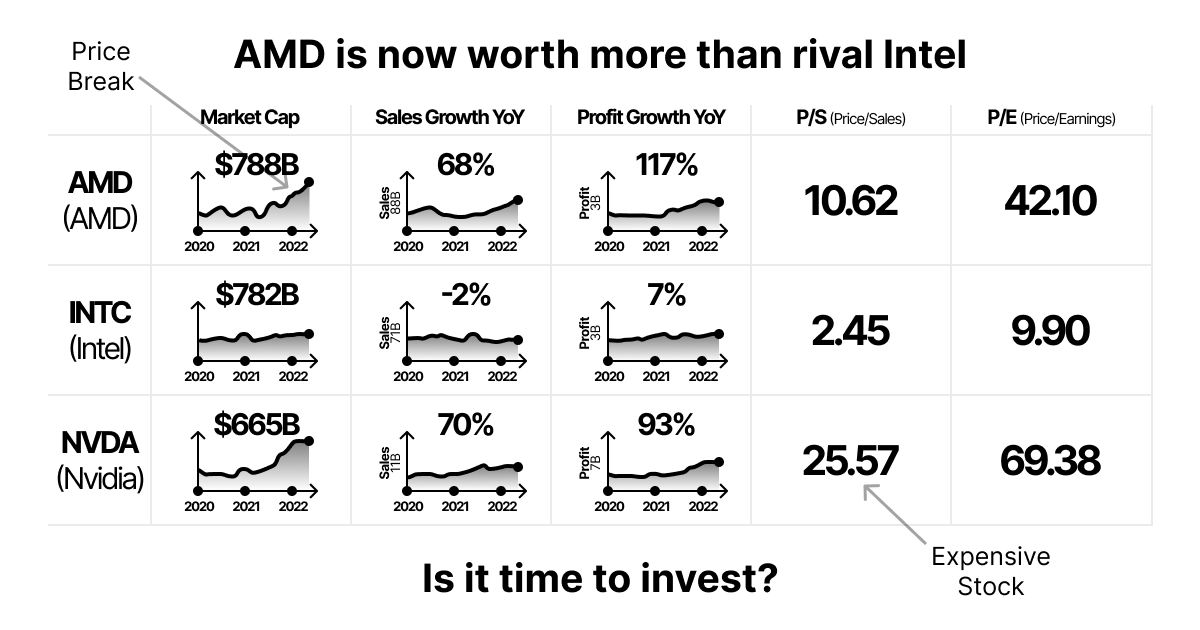 Price
Break
AMD is now worth more than rival Intel
Market Cap
Sales Growth YoY
Profit Growth YoY
P/S (Price/Sales)
P/E (Price/Earnings)
AMD
(AMD)
$788B
2020 2021 2022
68%
Sales
88B
2020 2021 2022
117%
Profit
3B
2020 2021 2022
10.62
42.10
INTC
(Intel)
$782B
2020 2021 2022
-2%
Sales
71B
2020 2021 2022
7%
Profit
3B
2020 2021 2022
2.45
9.90
NVDA
(Nvidia)
$665B
2020 2021 2022
70%
Sales
11B
2020 2021 2022
93%
Profit
7B
2020 2021 2022
25.57
69.38
Expensive
Stock
Is it time to invest?